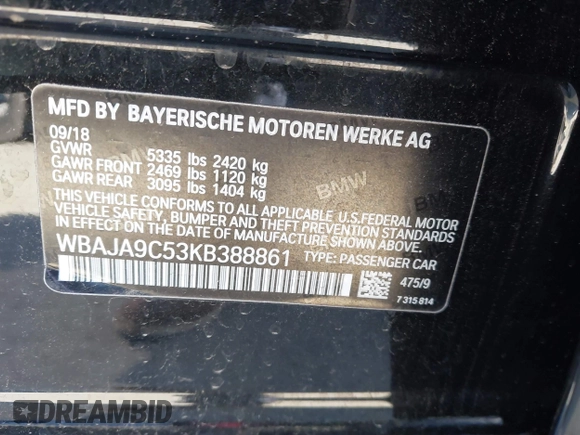 MFD BY BAYERISCHE MOTOREN WERKE AG
09/18
GVWR 5335 lbs 2420 kg
GAWR FRONT 2469 lbs 1120 kg
GAWR REAR 3095 lbs 1404 kg
THIS VEHICLE CONFORMS TO ALL APPLICABLE U.S.FEDERAL MOTOR
VEHICLE SAFETY, BUMPER AND THEFT PREVENTION STANDARDS
IN EFFECT ON THE DATE OF MANUFACTURE SHOWN ABOVE.
WBAJA9C53KB388861 TYPE: PASSENGER CAR
475/9
7 315 814
BMW
BMW
DREAMBID